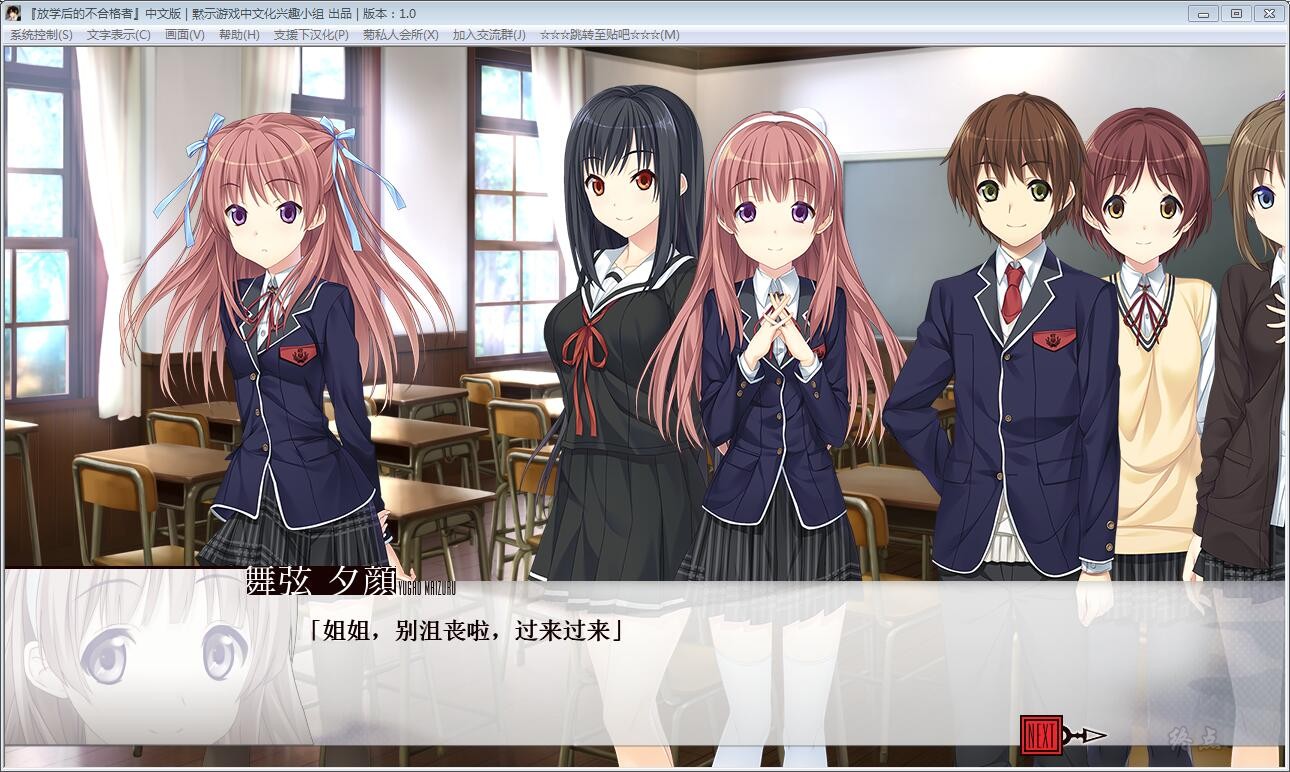 『放学后的不合格者』中文版 | 默示游戏中文化兴趣小组 出品 | 版本：1.0
系统控制(S) 文字表示(C) 画面(V) 帮助(H) 支援下汉化(P) 菊私人会所(X) 加入交流群(J) ☆☆☆跳转至贴吧☆☆☆(M)
舞弦 夕顔 YUGAO MAIZURU
「姐姐，别沮丧啦，过来过来」
NEXT
终点